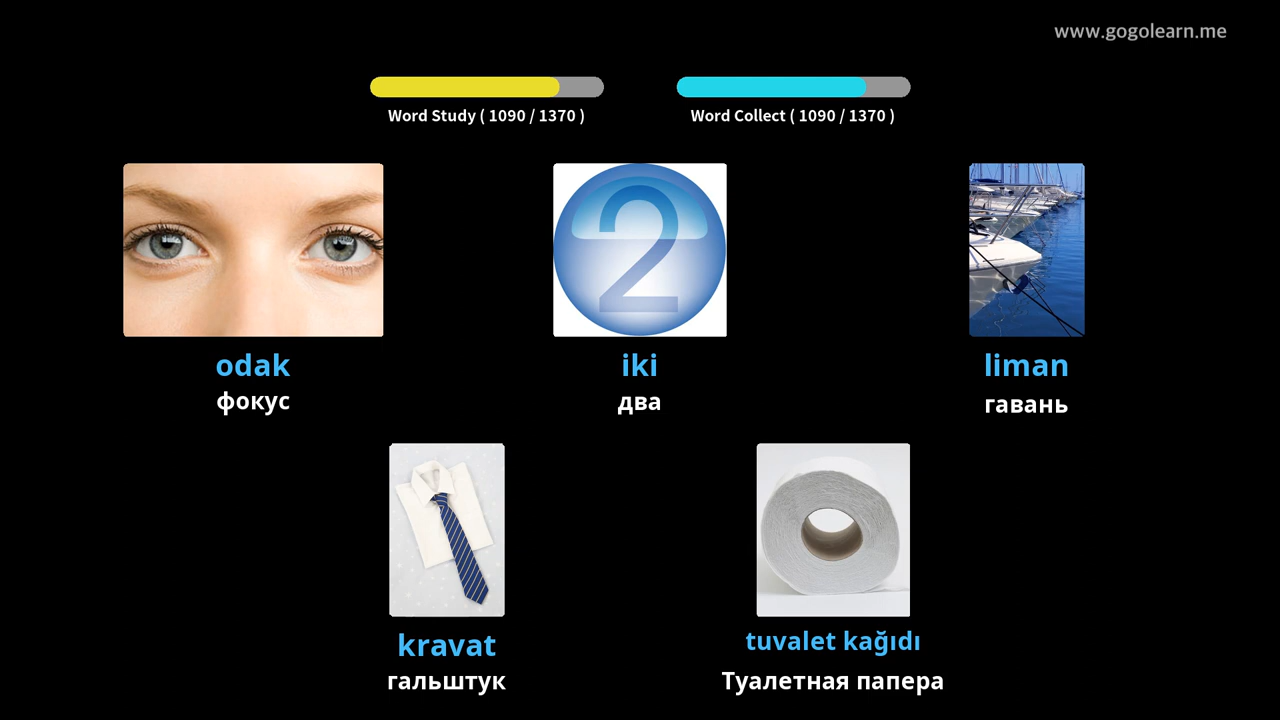 www.gogolearn.me
Word Study ( 1090 / 1370 )
Word Collect ( 1090 / 1370 )
2
odak
фокус
iki
два
liman
гавань
kravat
гальштук
tuvalet kağıdı
Туалетная папера